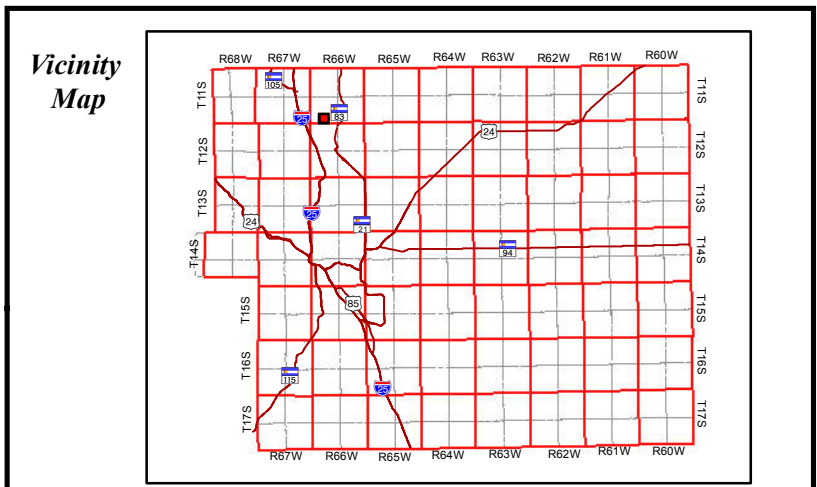 Vicinity
Map
R68W R67W R66W R65W R64W R63W R62W R61W R60W
T11S T11S
105
25
83
24
T12S T12S
T13S T13S
24
25
21
T14S T14S
94
T15S T15S
85
T16S T16S
115
25
T17S T17S
R67W R66W R65W R64W R63W R62W R61W R60W